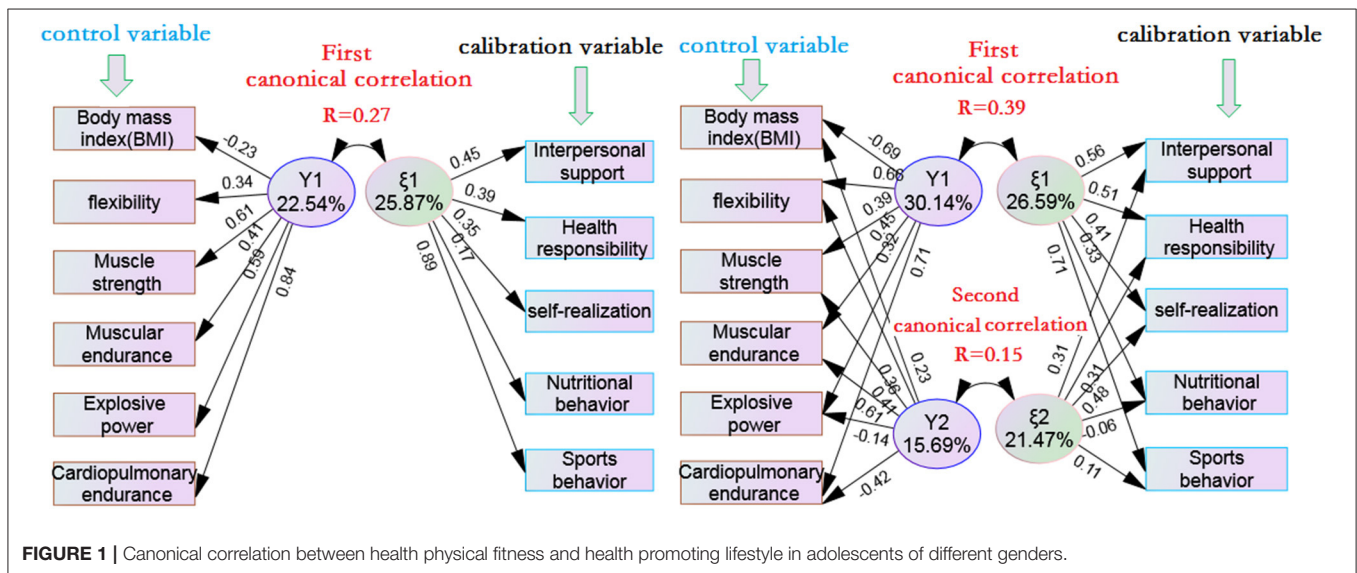 control variable
First
canonical correlation
R=0.27
calibration variable
Body mass
index(BMI)
flexibility
Muscle
strength
Muscular
endurance
Explosive
power
Cardiopulmonary
endurance
-0.23
0.34
0.61
0.41
0.59
0.84
Y1
22.54%
ξ1
25.87%
0.45
0.39
0.35
0.17
0.89
Interpersonal
support
Health
responsibility
self-realization
Nutritional
behavior
Sports
behavior
control variable
First
canonical correlation
R=0.39
calibration variable
Body mass
index(BMI)
flexibility
Muscle
strength
Muscular
endurance
Explosive
power
Cardiopulmonary
endurance
-0.69
0.66
0.39
0.45
0.32
0.71
Y1
30.14%
ξ1
26.59%
0.56
0.51
0.41
0.33
0.71
Second
canonical correlation
R=0.15
0.23
0.36
0.41
0.61
-0.14
-0.42
Y2
15.69%
ξ2
21.47%
0.31
0.31
0.48
-0.06
0.11
Interpersonal
support
Health
responsibility
self-realization
Nutritional
behavior
Sports
behavior
FIGURE 1 | Canonical correlation between health physical fitness and health promoting lifestyle in adolescents of different genders.